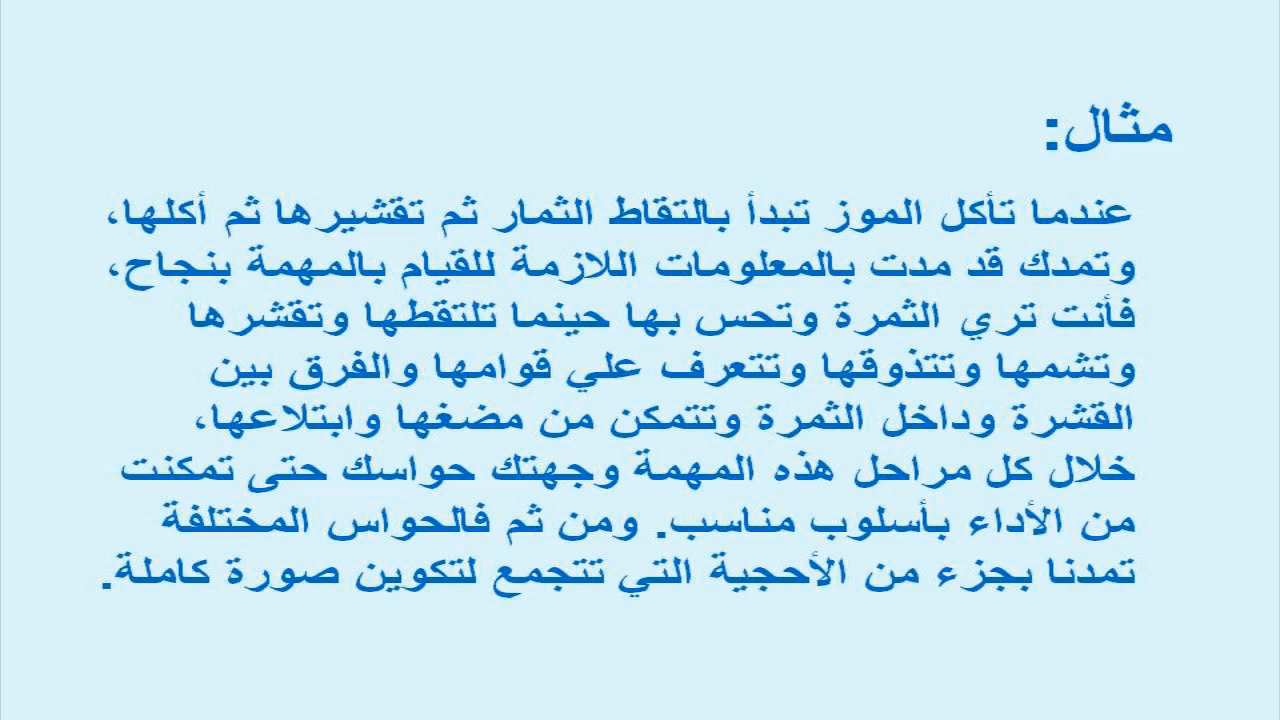 مثال:
عندما تأكل الموز تبدأ بالتقاط الثمار ثم تقشيرها ثم أكلها،
وتمدك قد مدت بالمعلومات اللازمة للقيام بالمهمة بنجاح،
فأنت تري الثمرة وتحس بها حينما تلتقطها وتقشرها
وتشمها وتتذوقها وتتعرف علي قوامها والفرق بين
القشرة وداخل الثمرة وتتمكن من مضغها وابتلاعها،
خلال كل مراحل هذه المهمة وجهتك حواسك حتى تمكنت
من الأداء بأسلوب مناسب. ومن ثم فالحواس المختلفة
تمدنا بجزء من الأحجية التي تتجمع لتكوين صورة كاملة.